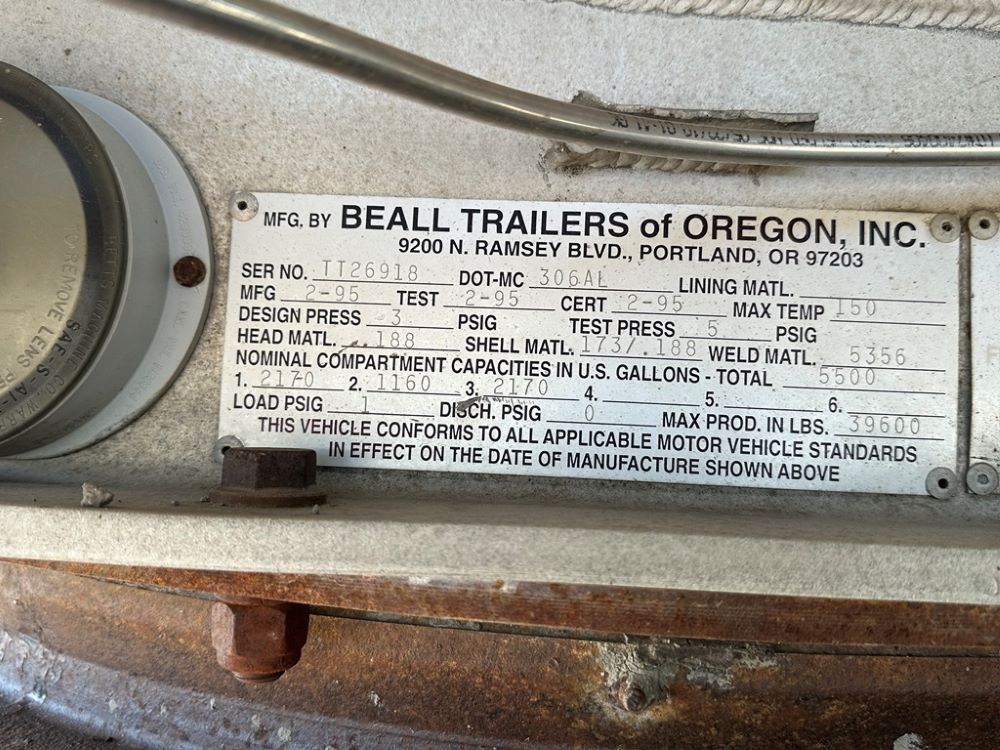 MFG. BY BEALL TRAILERS of OREGON, INC.
9200 N. RAMSEY BLVD., PORTLAND, OR 97203
SER NO. TT26918 DOT-MC 306AL LINING MATL.
MFG 2-95 TEST 2-95 CERT 2-95 MAX TEMP 150
DESIGN PRESS 3 PSIG TEST PRESS 5 PSIG
HEAD MATL. .188 SHELL MATL. 173/.188 WELD MATL. 5356
NOMINAL COMPARTMENT CAPACITIES IN U.S. GALLONS - TOTAL 5500
1. 2170 2. 1160 3. 2170 4. 5. 6.
LOAD PSIG 1 DISCH. PSIG 0 MAX PROD. IN LBS. 39600
THIS VEHICLE CONFORMS TO ALL APPLICABLE MOTOR VEHICLE STANDARDS
IN EFFECT ON THE DATE OF MANUFACTURE SHOWN ABOVE
TO REMOVE LENS